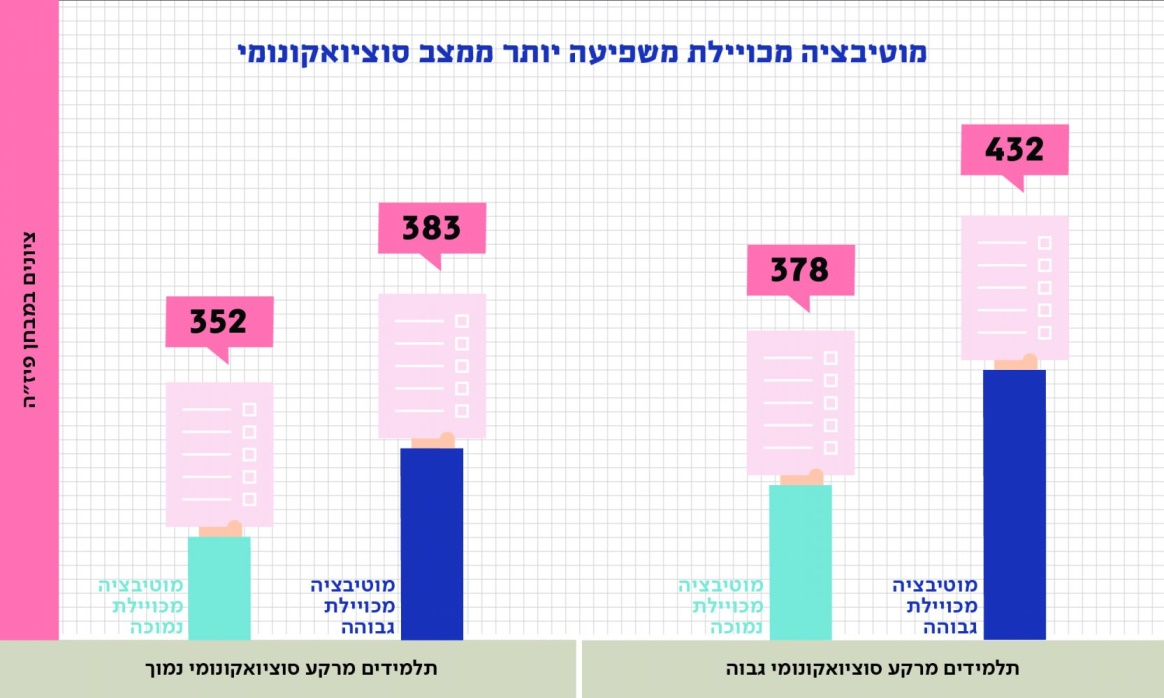 מוטיבציה מכויילת משפיעה יותר ממצב סוציואקונומי
432
378
383
352
ציונים במבחן פיז״ה
מוטיבציה
מכויילת
גבוהה
מוטיבציה
מכויילת
נמוכה
מוטיבציה
מכויילת
גבוהה
מוטיבציה
מכויילת
נמוכה
תלמידים מרקע סוציואקונומי גבוה
תלמידים מרקע סוציואקונומי נמוך